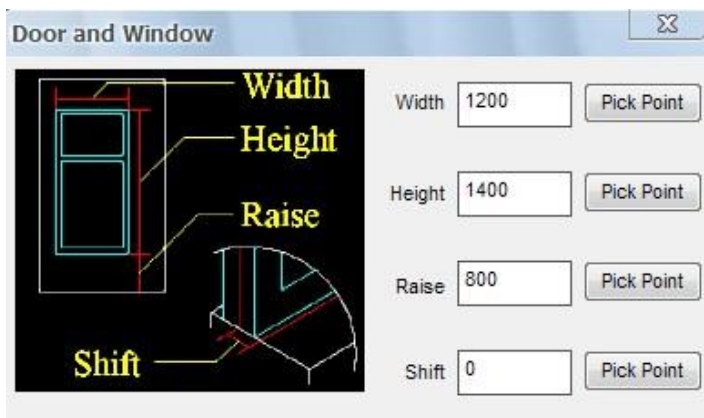 Door and Window
Width
Height
Raise
Shift
Width 1200 Pick Point
Height 1400 Pick Point
Raise 800 Pick Point
Shift 0 Pick Point